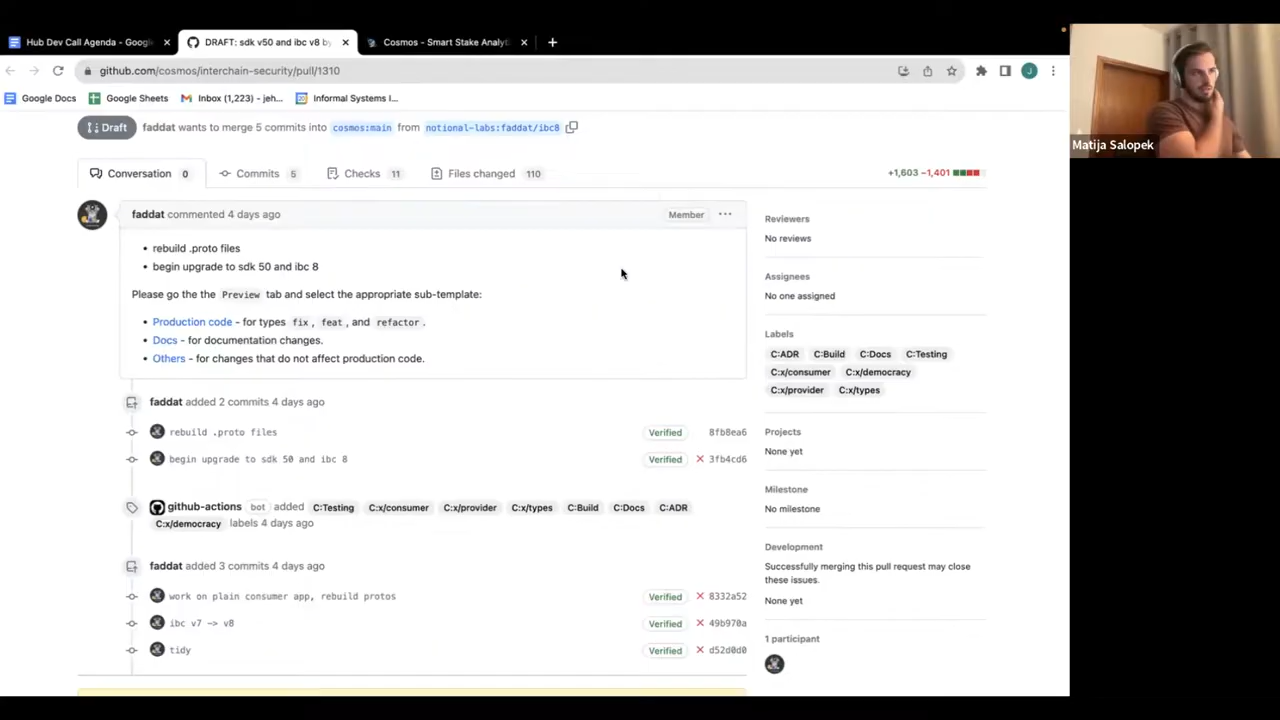 Hub Dev Call Agenda - Google
DRAFT: sdk v50 and ibc v8 by
Cosmos - Smart Stake Analyt
github.com/cosmos/interchain-security/pull/1310
J
Google Docs
Google Sheets
Inbox (1,223) - jeh...
Informal Systems I...
Matija Salopek
Draft
faddat wants to merge 5 commits into cosmos:main from notional-labs:faddat/ibc8
Conversation 0
Commits 5
Checks 11
Files changed 110
+1,603 −1,401
faddat commented 4 days ago
Member
...
• rebuild .proto files
• begin upgrade to sdk 50 and ibc 8
Please go the the Preview tab and select the appropriate sub-template:
• Production code - for types fix, feat, and refactor.
• Docs - for documentation changes.
• Others - for changes that do not affect production code.
faddat added 2 commits 4 days ago
rebuild .proto files Verified 8fb8ea6
begin upgrade to sdk 50 and ibc 8 Verified 3fb4cd6
github-actions bot added C:Testing C:x/consumer C:x/provider C:x/types C:Build C:Docs C:ADR
C:x/democracy labels 4 days ago
faddat added 3 commits 4 days ago
work on plain consumer app, rebuild protos Verified 8332a52
ibc v7 -> v8 Verified 49b970a
tidy Verified d52d0d0
Reviewers
No reviews
Assignees
No one assigned
Labels
C:ADR C:Build C:Docs C:Testing
C:x/consumer C:x/democracy
C:x/provider C:x/types
Projects
None yet
Milestone
No milestone
Development
Successfully merging this pull request may close
these issues.
None yet
1 participant